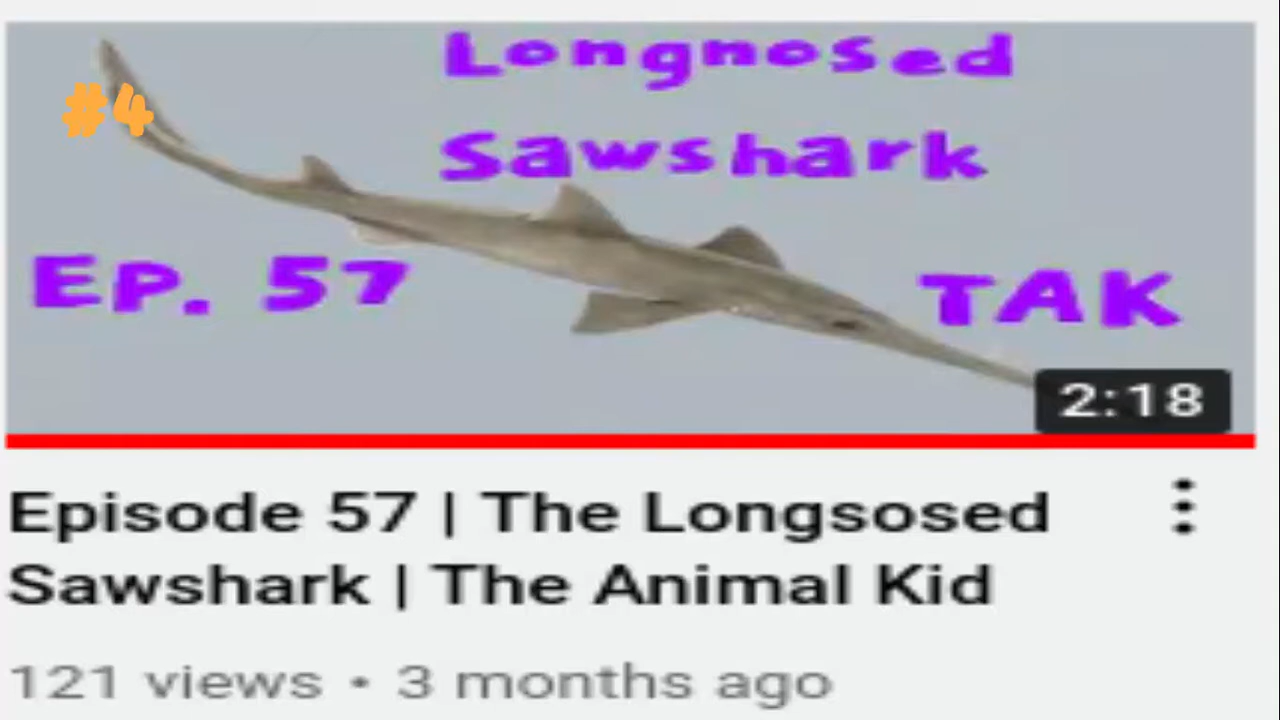 Longnosed
#4
Sawshark
Ep. 57
TAK
2:18
Episode 57 | The Longsosed
Sawshark | The Animal Kid
121 views • 3 months ago